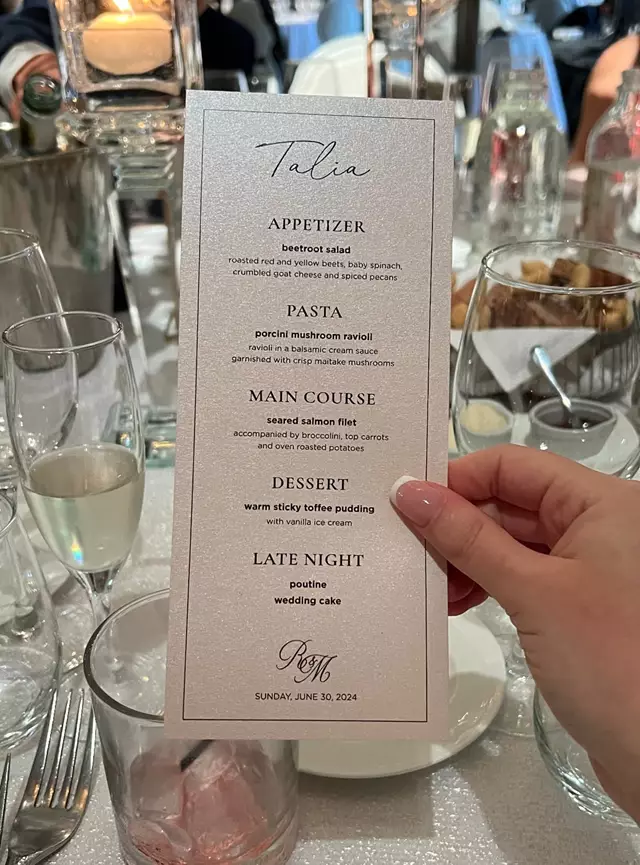 Talia
APPETIZER
beetroot salad
roasted red and yellow beets, baby spinach,
crumbled goat cheese and spiced pecans
PASTA
porcini mushroom ravioli
ravioli in a balsamic cream sauce
garnished with crisp maitake mushrooms
MAIN COURSE
seared salmon filet
accompanied by broccolini, top carrots
and oven roasted potatoes
DESSERT
warm sticky toffee pudding
with vanilla ice cream
LATE NIGHT
poutine
wedding cake
R&M
SUNDAY, JUNE 30, 2024